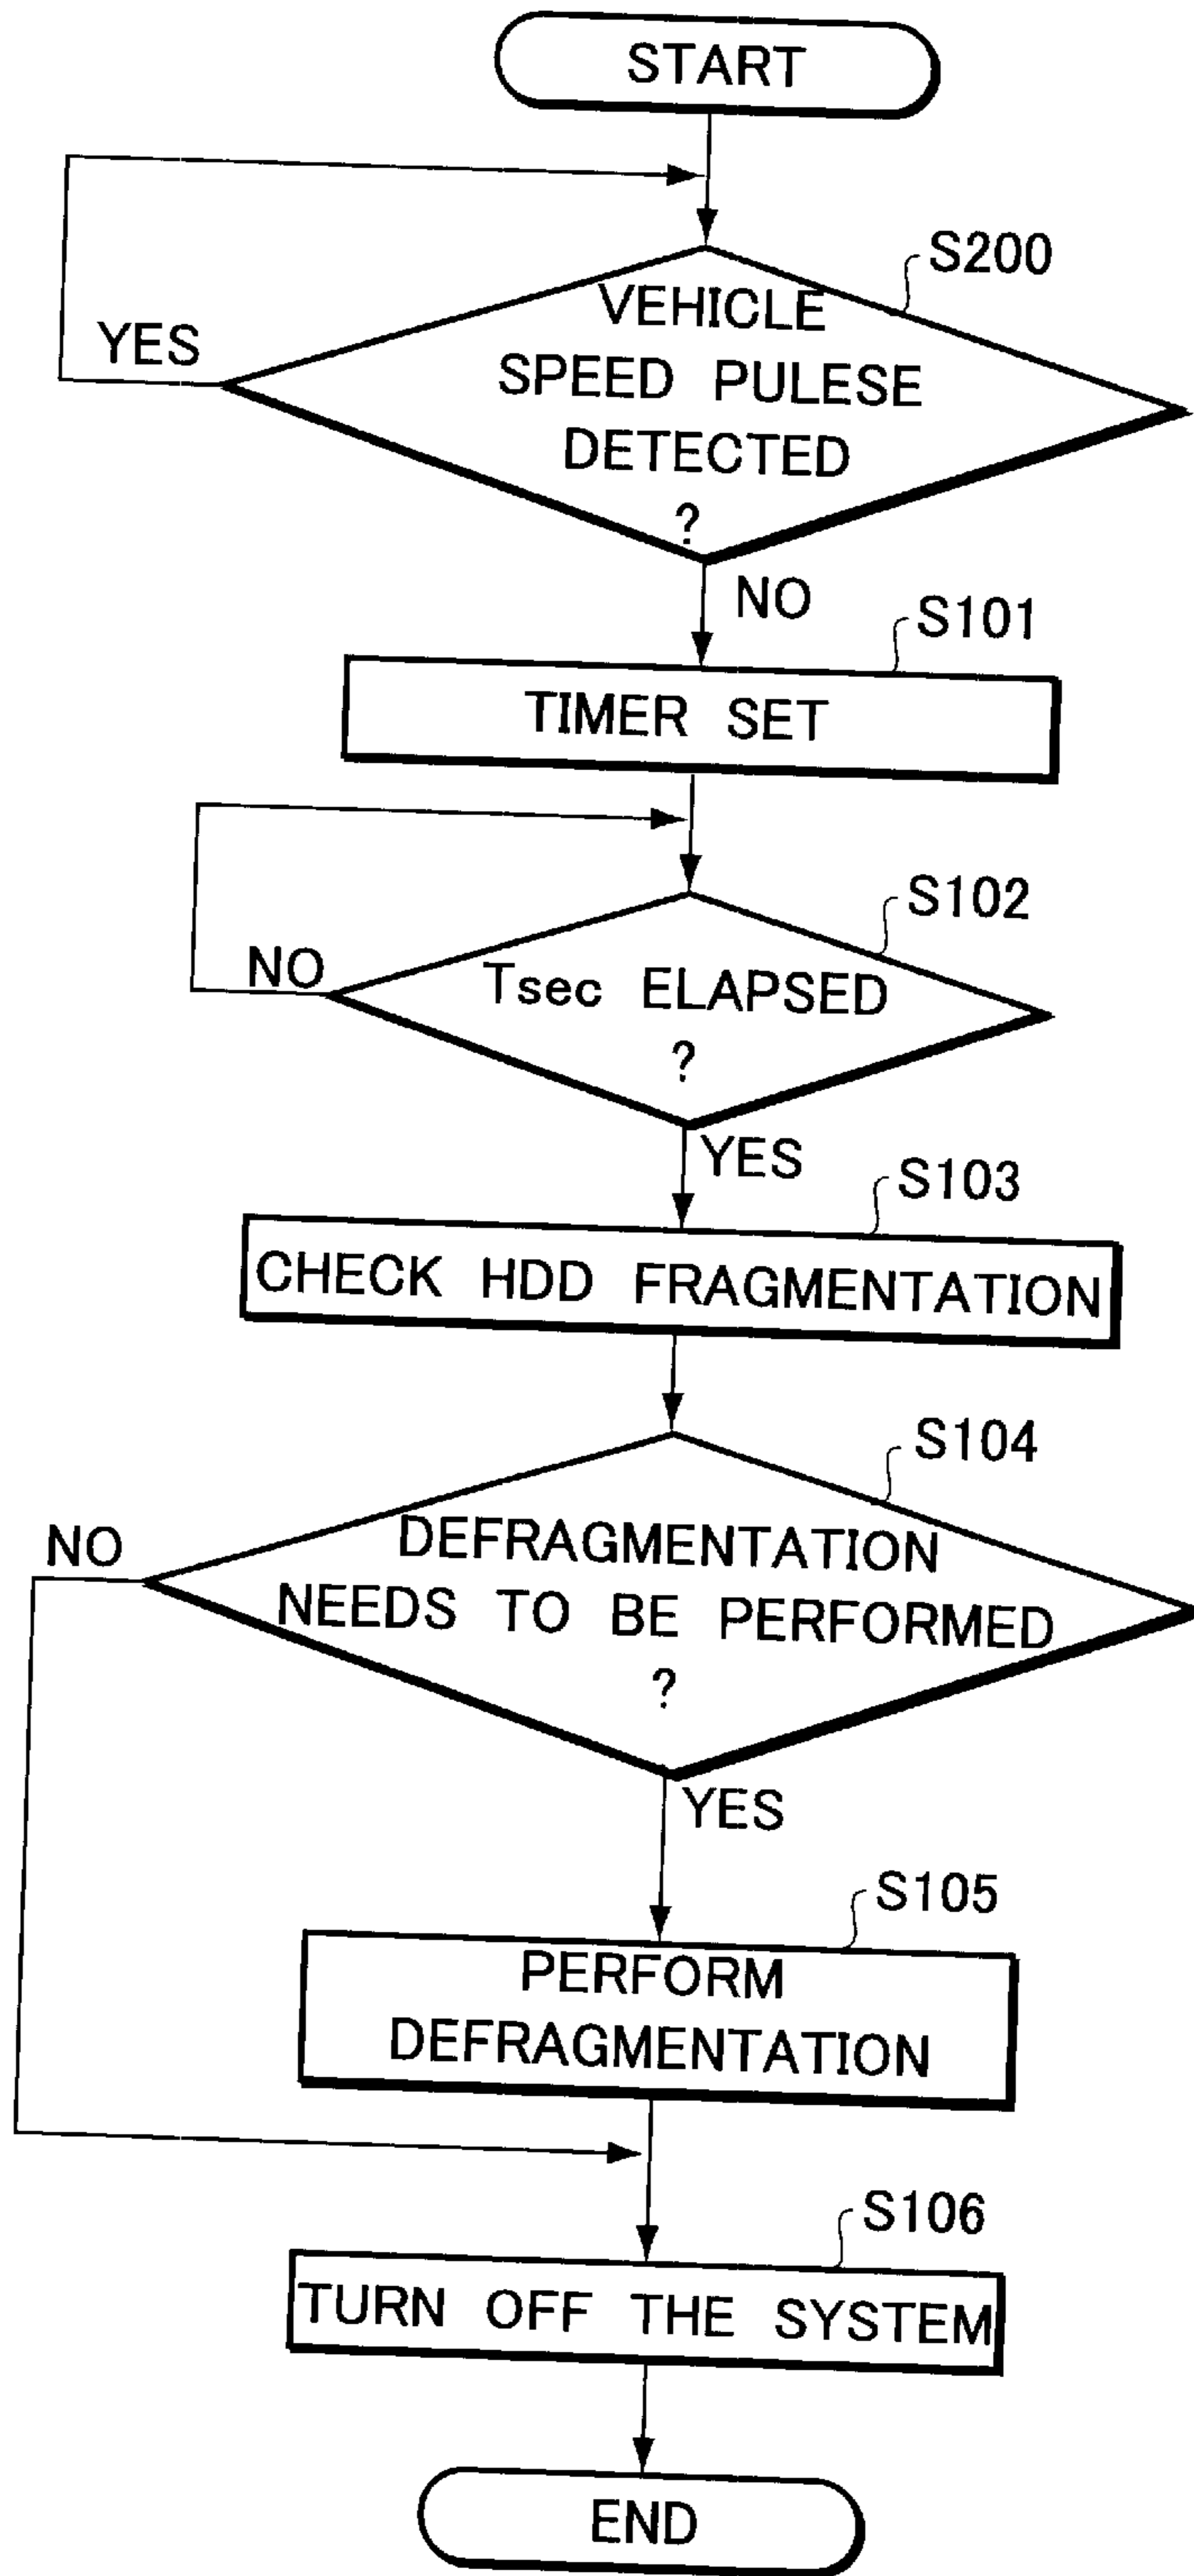 START
S200
VEHICLE
YES
SPEED PULESE
DETECTED
?
NO
S101
TIMER SET
S102
NO
Tsec ELAPSED
?
YES
S103
CHECK HDD FRAGMENTATION
S104
NO
DEFRAGMENTATION
NEEDS TO BE PERFORMED
?
YES
S105
PERFORM
DEFRAGMENTATION
S106
TURN OFF THE SYSTEM
END